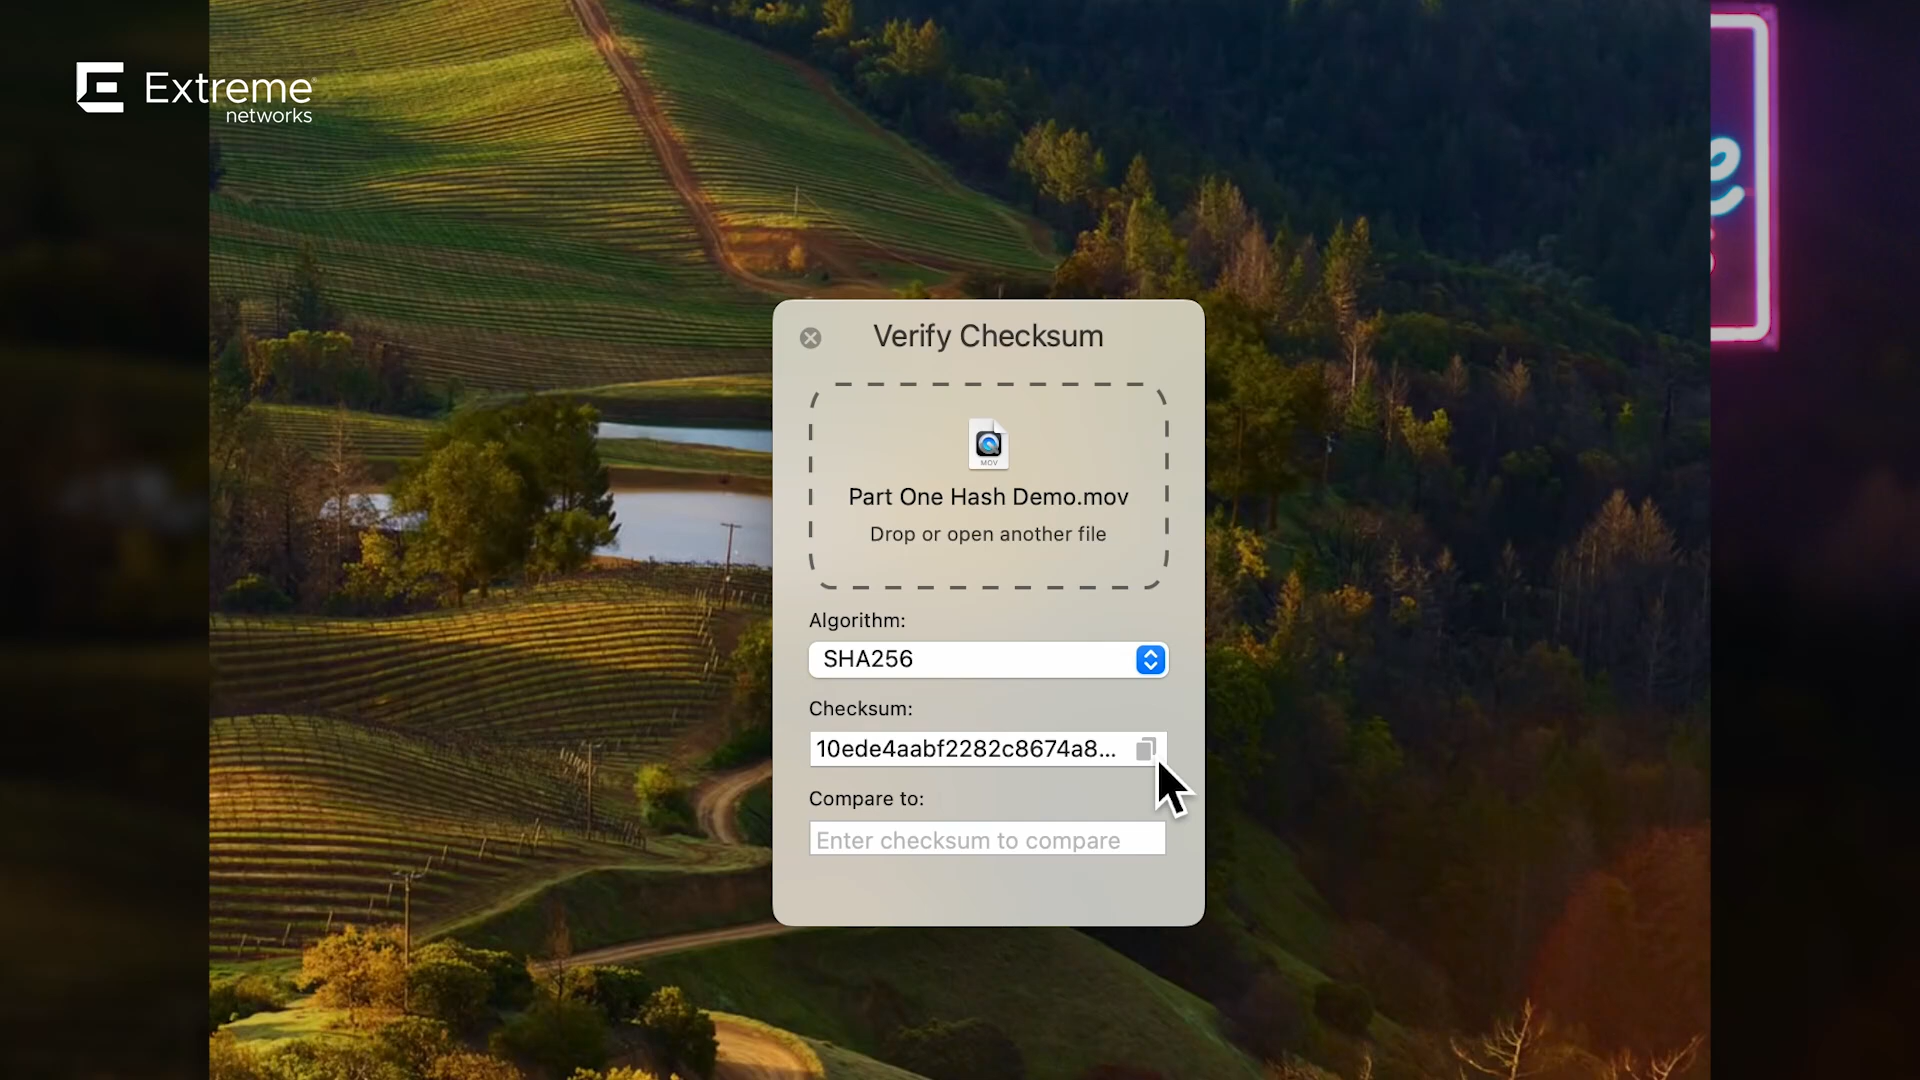 Extreme
networks
Verify Checksum
MOV
Part One Hash Demo.mov
Drop or open another file
Algorithm:
SHA256
Checksum:
10ede4aabf2282c8674a8...
Compare to:
Enter checksum to compare